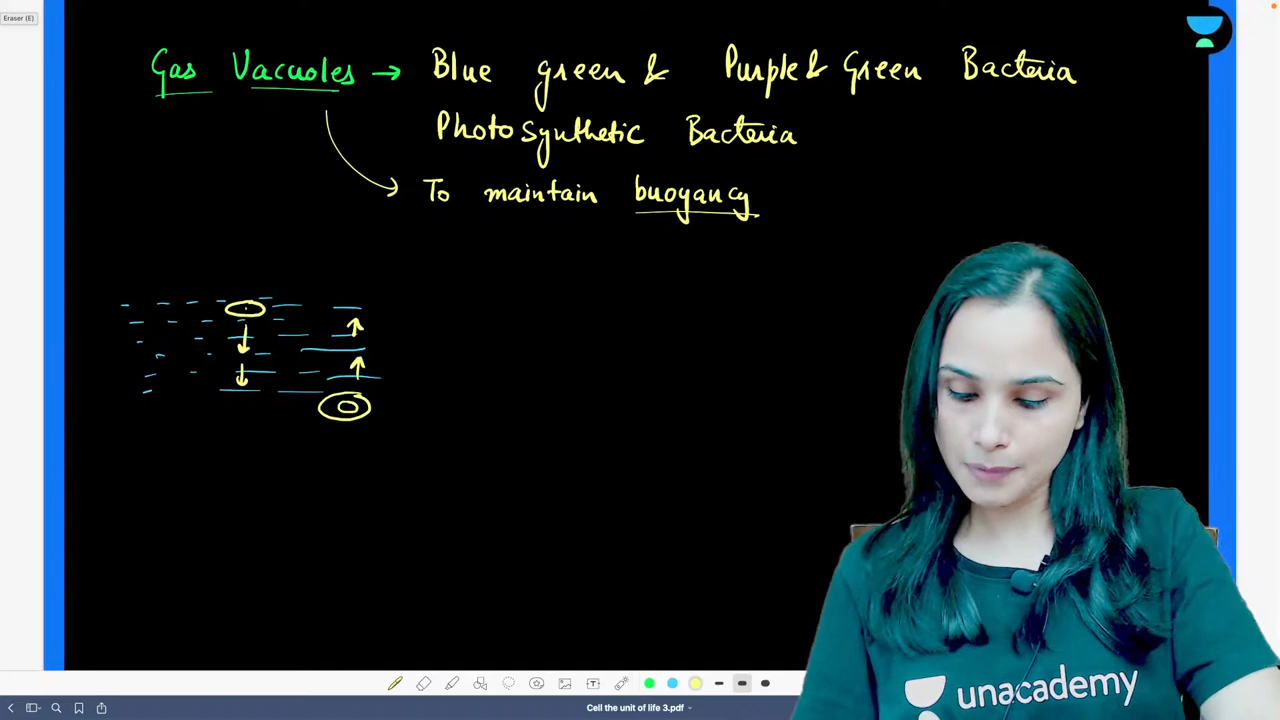 Eraser (E)
Gas Vacuoles → Blue green & Purple & Green Bacteria
Photosynthetic Bacteria
To maintain buoyancy
unacademy
Cell the unit of life 3.pdf